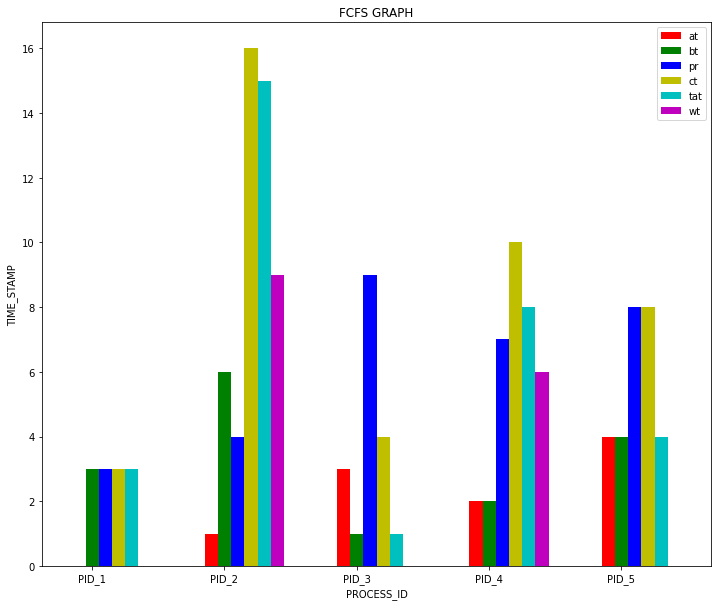 FCFS GRAPH
at
bt
pr
ct
tat
wt
16
14
12
10
8
6
4
2
0
TIME_STAMP
PID_1 PID_2 PID_3 PID_4 PID_5
PROCESS_ID